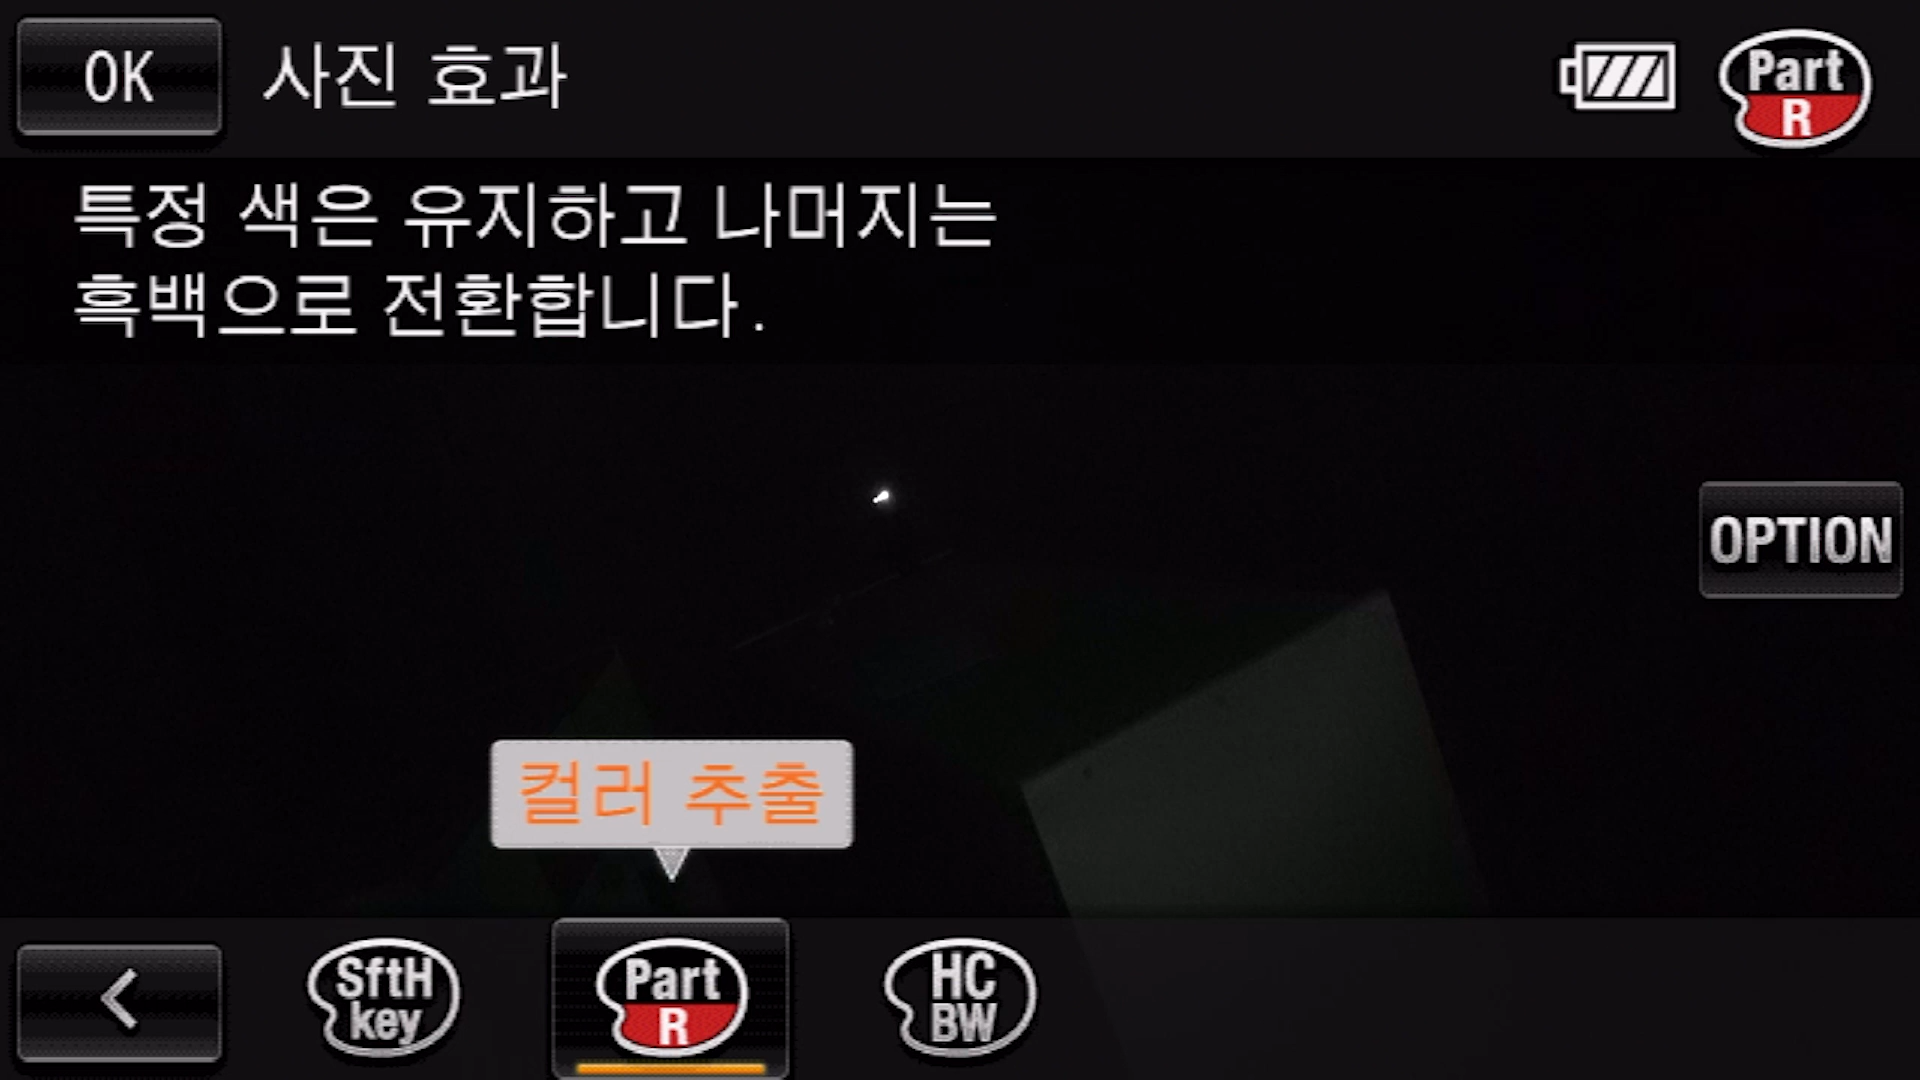 OK 사진 효과
Part
R
특정 색은 유지하고 나머지는
흑백으로 전환합니다.
OPTION
컬러 추출
SftH
key
Part
R
HC
BW